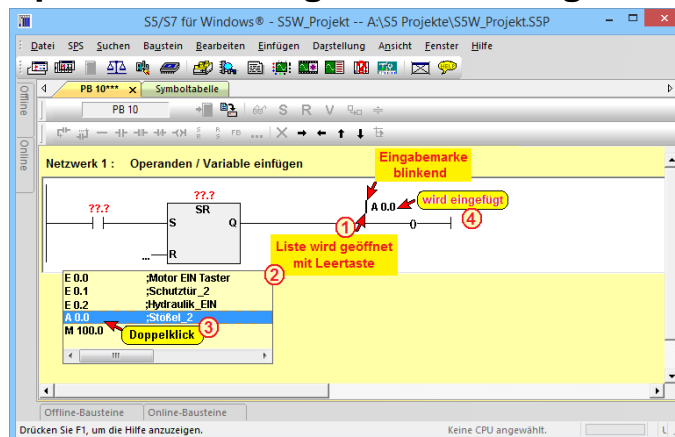 S5/S7 für Windows® - S5W_Projekt -- A:\S5 Projekte\S5W_Projekt.S5P
Datei SPS Suchen Baustein Bearbeiten Einfügen Darstellung Ansicht Fenster Hilfe
Offline
Online
PB 10*** x Symboltabelle
PB 10
S R V
FB ...
Netzwerk 1 : Operanden / Variable einfügen
Eingabemarke
blinkend
??.?
??.?
SR
S Q
... R
A 0.0
wird eingefügt
1
4
Liste wird geöffnet
mit Leertaste
2
E 0.0 ;Motor EIN Taster
E 0.1 ;Schutztür_2
E 0.2 ;Hydraulik_EIN
A 0.0 ;Stößel_2
M 100.0
Doppelklick
3
Offline-Bausteine Online-Bausteine
Drücken Sie F1, um die Hilfe anzuzeigen. Keine CPU angewählt.